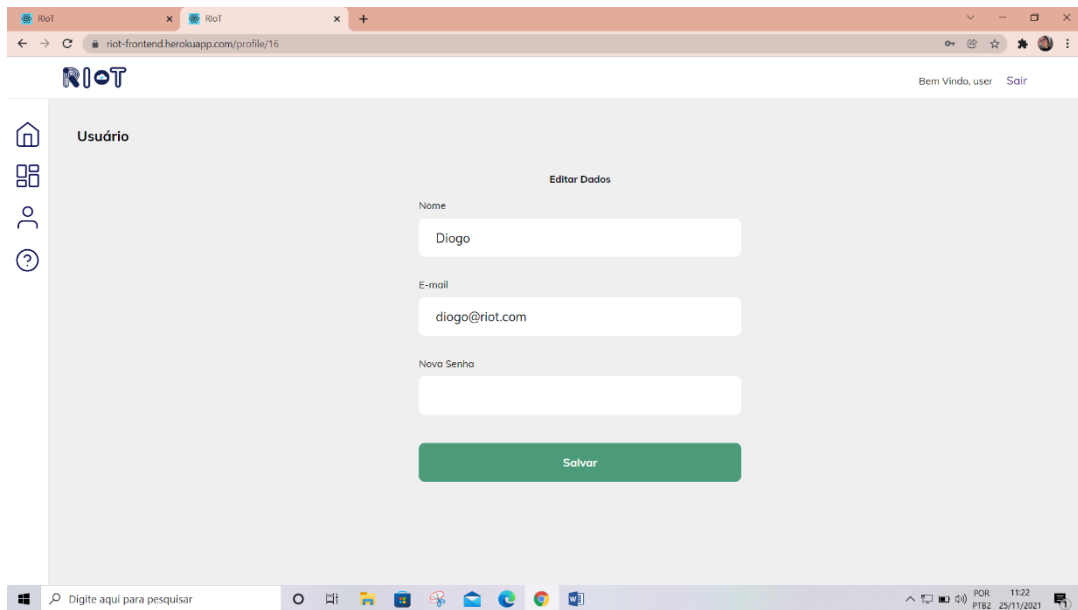 RIoT
RIoT
riot-frontend.herokuapp.com/profile/16
RIOT
Bem Vindo, user Sair
Usuário
Editar Dados
Nome
Diogo
E-mail
diogo@riot.com
Nova Senha
Salvar
Digite aqui para pesquisar
POR 11:22
PTB2 25/11/2021
1